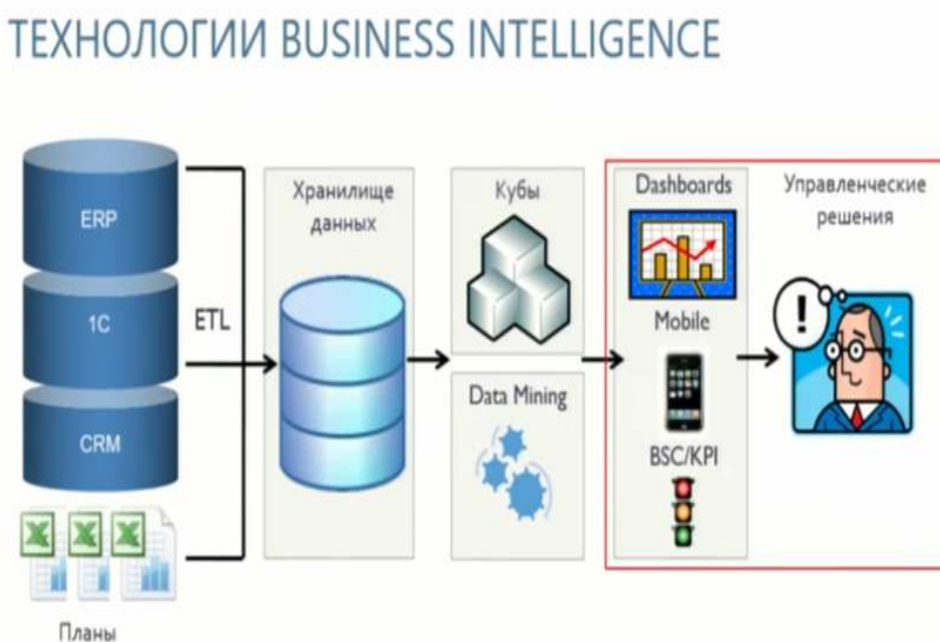 ТЕХНОЛОГИИ BUSINESS INTELLIGENCE
ERP
1C
CRM
Планы
ETL
Хранилище
данных
Кубы
Data Mining
Dashboards
Mobile
BSC/KPI
Управленческие
решения
!